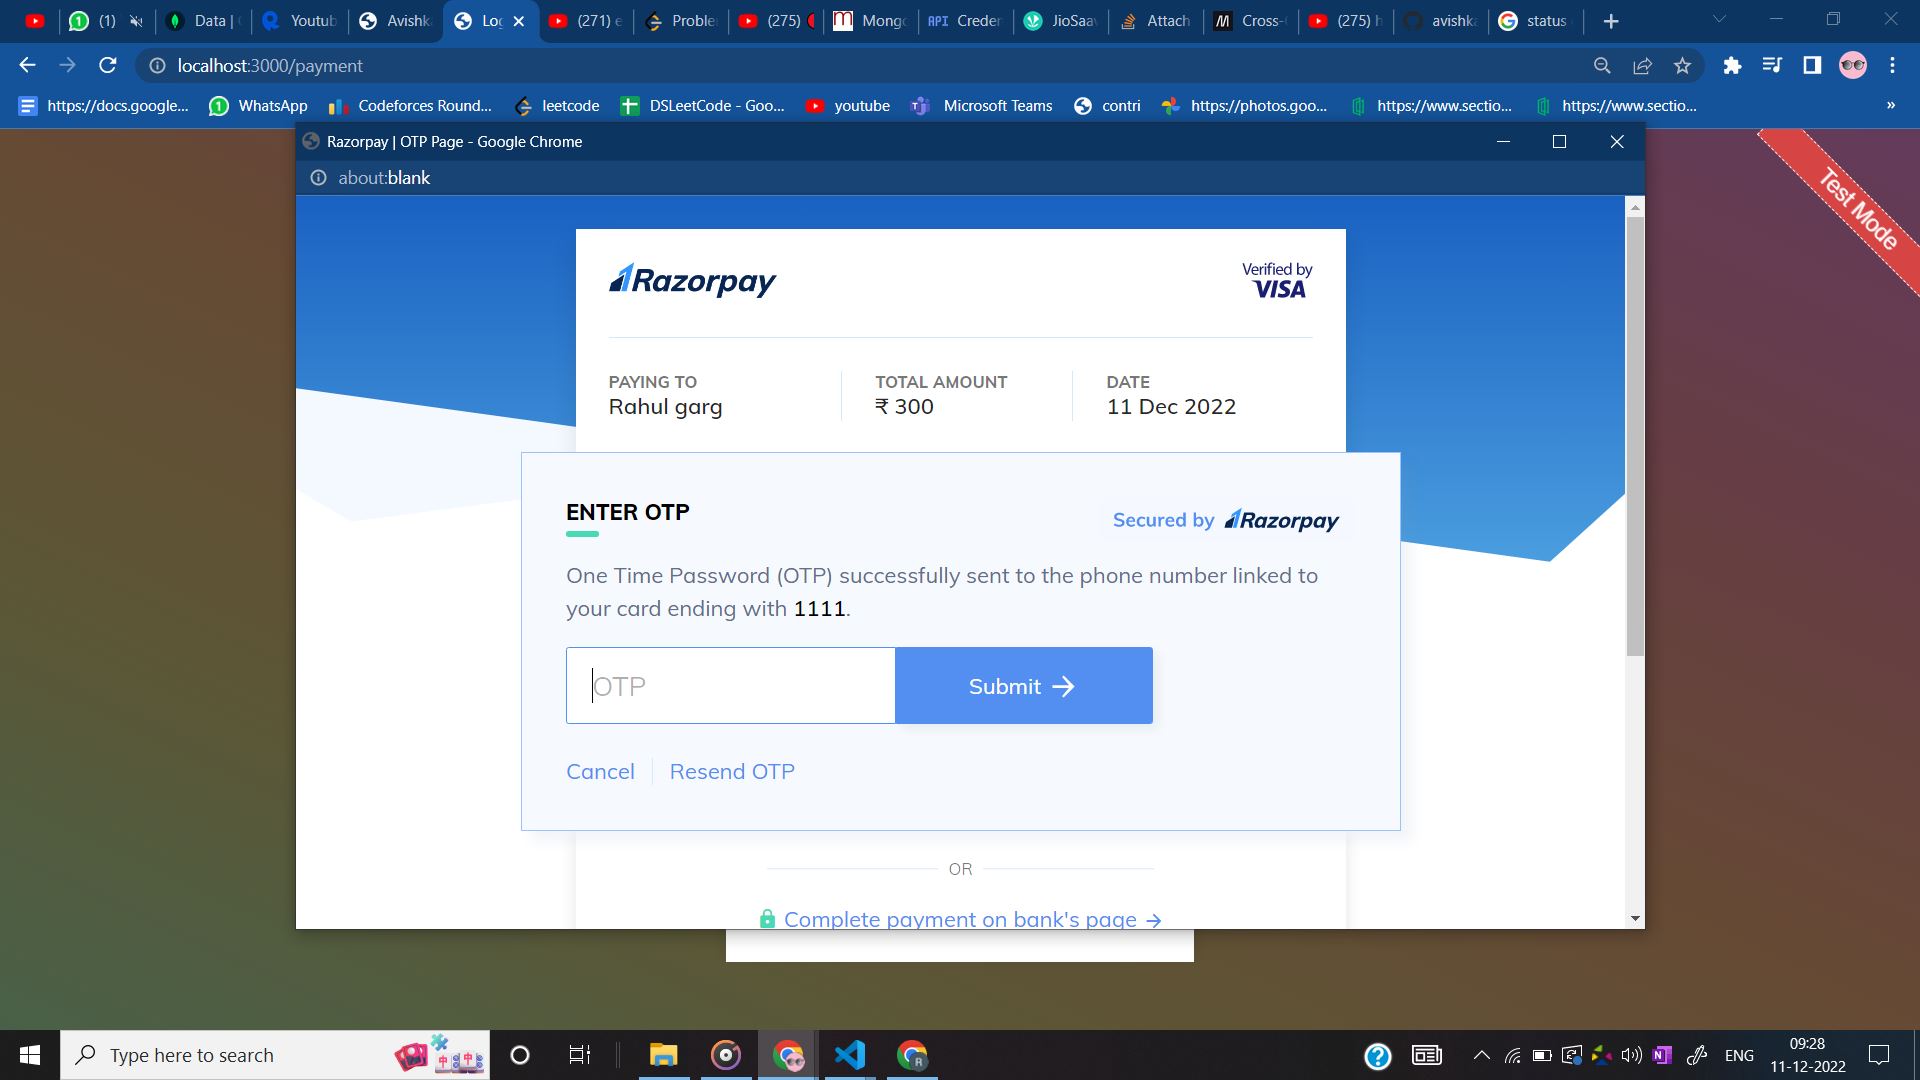 (1)
Data |
Youtub
Avishk
Lo
(271) e
Proble
(275)
Mong
API Creder
JioSaa
Attach
Cross-
(275) h
avishk
status
localhost:3000/payment
https://docs.google...
WhatsApp
Codeforces Round...
leetcode
DSLeetCode - Goo...
youtube
Microsoft Teams
contri
https://photos.goo...
https://www.sectio...
https://www.sectio...
»
Razorpay | OTP Page - Google Chrome
about:blank
Test Mode
Razorpay
Verified by
VISA
PAYING TO
Rahul garg
TOTAL AMOUNT
₹ 300
DATE
11 Dec 2022
ENTER OTP
Secured by Razorpay
One Time Password (OTP) successfully sent to the phone number linked to
your card ending with 1111.
OTP
Submit →
Cancel
Resend OTP
OR
Complete payment on bank's page →
Type here to search
ENG
09:28
11-12-2022